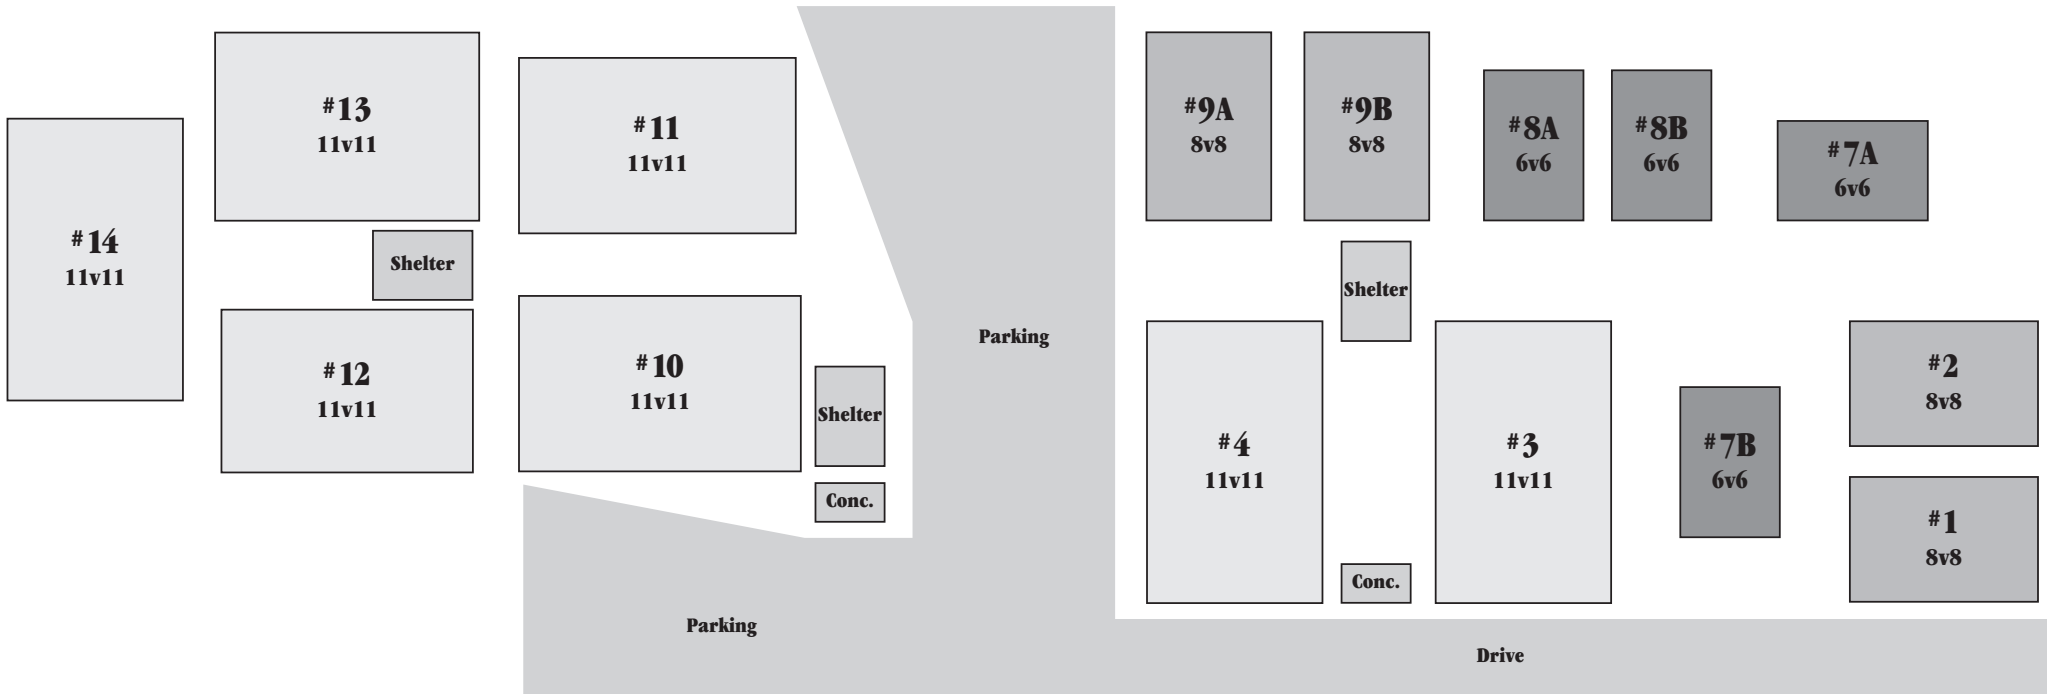 #13
11v11
#11
11v11
#14
11v11
Shelter
#12
11v11
#10
11v11
Shelter
Conc.
Parking
Parking
#9A
8v8
#9B
8v8
#8A
6v6
#8B
6v6
#7A
6v6
Shelter
#4
11v11
#3
11v11
Conc.
#7B
6v6
#2
8v8
#1
8v8
Drive